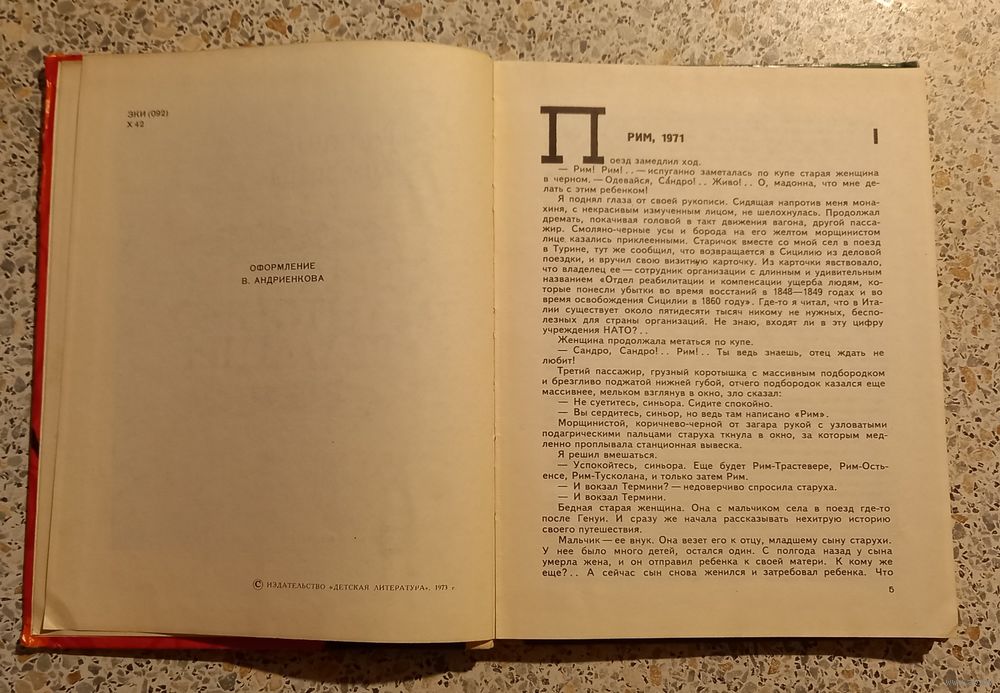 ЗКИ (092)
Х 42
ОФОРМЛЕНИЕ
В. АНДРИЕНКОВА
© ИЗДАТЕЛЬСТВО «ДЕТСКАЯ ЛИТЕРАТУРА», 1973 г.
РИМ, 1971
I
Поезд замедлил ход.
— Рим! Рим!.. — испуганно заметалась по купе старая женщина
в черном. — Одевайся, Сандро!.. Живо!.. О, мадонна, что мне де-
лать с этим ребенком!
Я поднял глаза от своей рукописи. Сидящая напротив меня мона-
хиня, с некрасивым измученным лицом, не шелохнулась. Продолжал
дремать, покачивая головой в такт движения вагона, другой пасса-
жир. Смоляно-черные усы и борода на его желтом морщинистом
лице казались приклеенными. Старичок вместе со мной сел в поезд
в Турине, тут же сообщил, что возвращается в Сицилию из деловой
поездки, и вручил свою визитную карточку. Из карточки явствовало,
что владелец ее — сотрудник организации с длинным и удивительным
названием «Отдел реабилитации и компенсации ущерба людям, ко-
торые понесли убытки во время восстаний в 1848—1849 годах и во
время освобождения Сицилии в 1860 году». Где-то я читал, что в Ита-
лии существует около пятидесяти тысяч никому не нужных, беспо-
лезных для страны организаций. Не знаю, входят ли в эту цифру
учреждения НАТО?..
Женщина продолжала метаться по купе.
— Сандро, Сандро!.. Рим!.. Ты ведь знаешь, отец ждать не
любит!
Третий пассажир, грузный коротышка с массивным подбородком
и брезгливо поджатой нижней губой, отчего подбородок казался еще
массивнее, мельком взглянув в окно, зло сказал:
— Не суетитесь, синьора. Сидите спокойно.
— Вы сердитесь, синьор, но ведь там написано «Рим».
Морщинистой, коричнево-черной от загара рукой с узловатыми
подагрическими пальцами старуха ткнула в окно, за которым мед-
ленно проплывала станционная вывеска.
Я решил вмешаться.
— Успокойтесь, синьора. Еще будет Рим-Трастевере, Рим-Ость-
енсе, Рим-Тусколана, и только затем Рим.
— И вокзал Термини? — недоверчиво спросила старуха.
— И вокзал Термини.
Бедная старая женщина. Она с мальчиком села в поезд где-то
после Генуи. И сразу же начала рассказывать нехитрую историю
своего путешествия.
Мальчик — ее внук. Она везет его к отцу, младшему сыну старухи.
У нее было много детей, остался один. С полгода назад у сына
умерла жена, и он отправил ребенка к своей матери. К кому же
еще?.. А сейчас сын снова женился и затребовал ребенка. Что
5